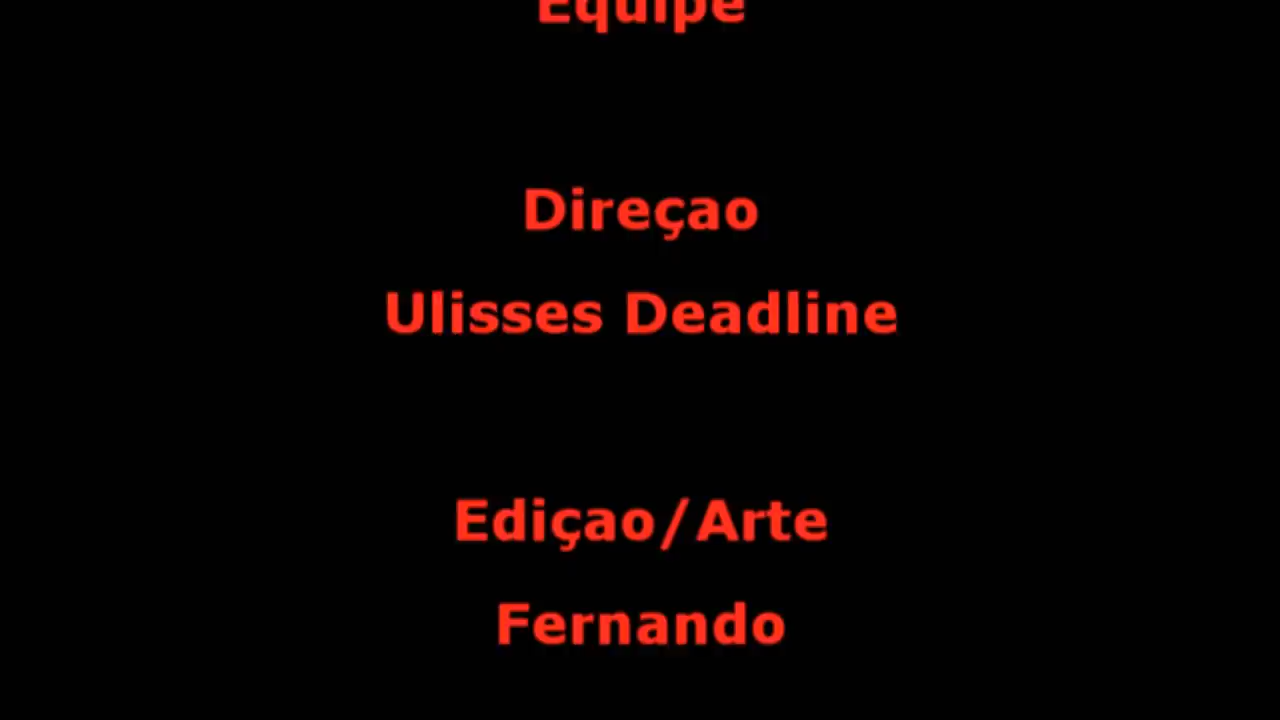 Equipe
Direçao
Ulisses Deadline
Ediçao/Arte
Fernando